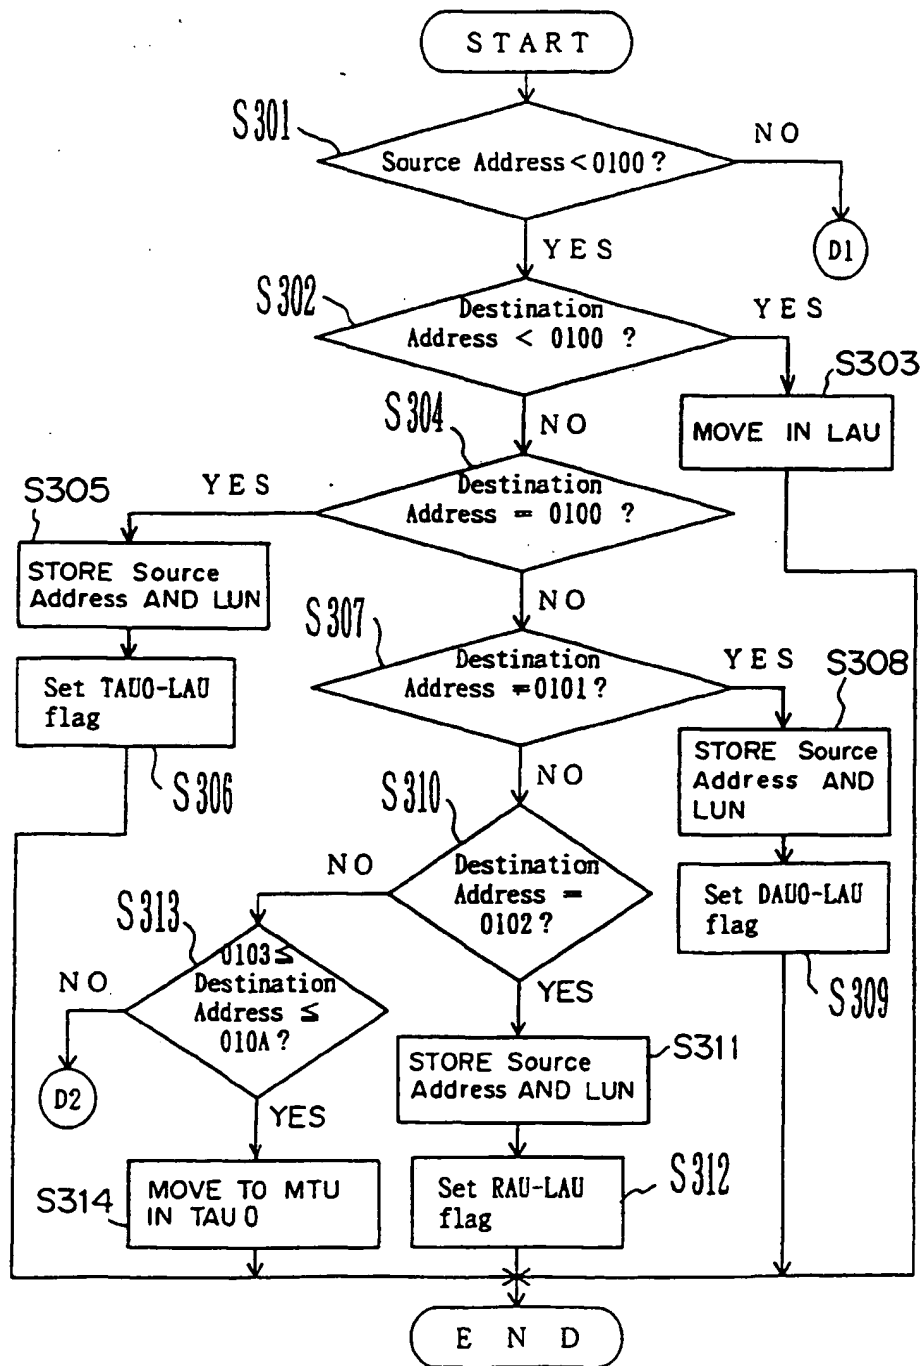 START
S301
Source Address < 0100 ?
NO
D1
YES
S302
Destination
Address < 0100 ?
YES
S303
MOVE IN LAU
NO
S304
Destination
Address = 0100 ?
YES
S305
STORE Source
Address AND LUN
Set TAU0-LAU
flag
S306
NO
S307
Destination
Address =0101 ?
YES
S308
STORE Source
Address AND
LUN
Set DAU0-LAU
flag
S309
NO
S310
Destination
Address =
0102 ?
NO
S313
0103 ≦
Destination
Address ≦
010A ?
NO
D2
YES
S314
MOVE TO MTU
IN TAU 0
YES
S311
STORE Source
Address AND LUN
Set RAU-LAU
flag
S312
END